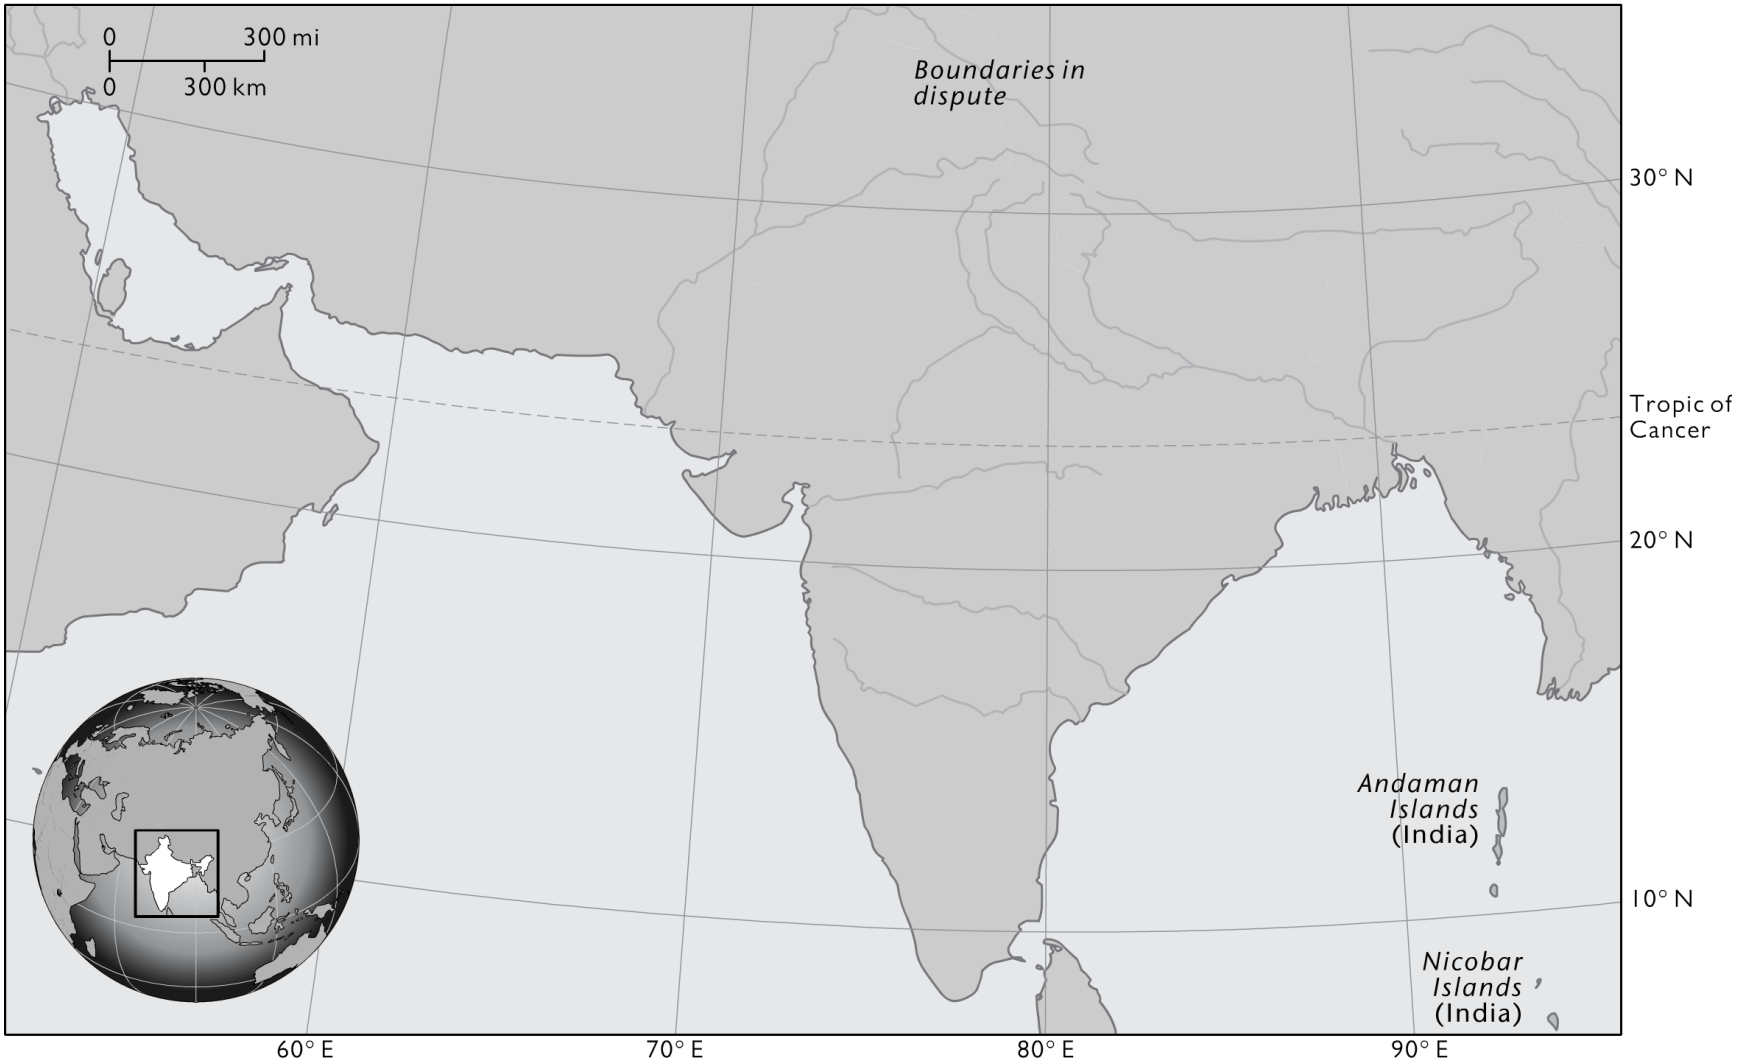 0 300 mi
0 300 km
Boundaries in
dispute
30° N
Tropic of
Cancer
20° N
Andaman
Islands
(India)
10° N
Nicobar
Islands
(India)
60° E 70° E 80° E 90° E